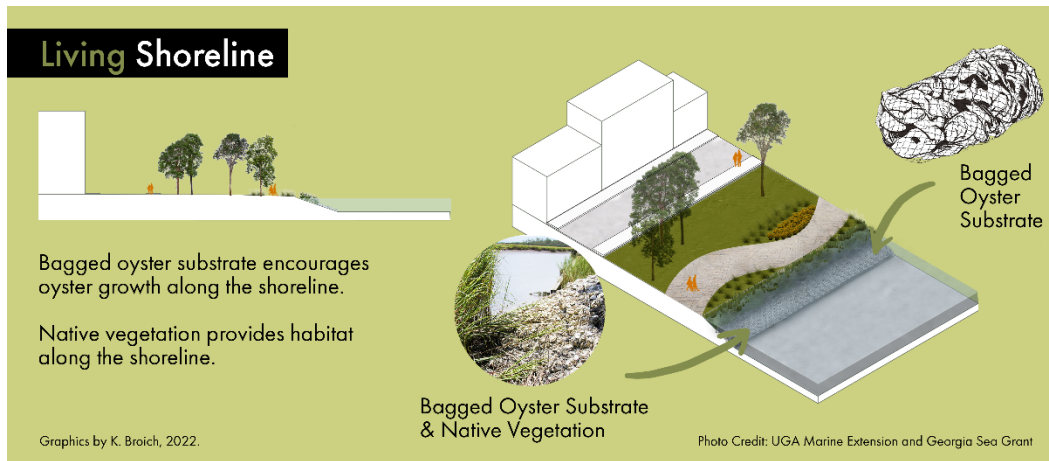 Living Shoreline
Bagged oyster substrate encourages
oyster growth along the shoreline.
Native vegetation provides habitat
along the shoreline.
Bagged
Oyster
Substrate
Bagged Oyster Substrate
& Native Vegetation
Graphics by K. Broich, 2022.
Photo Credit: UGA Marine Extension and Georgia Sea Grant